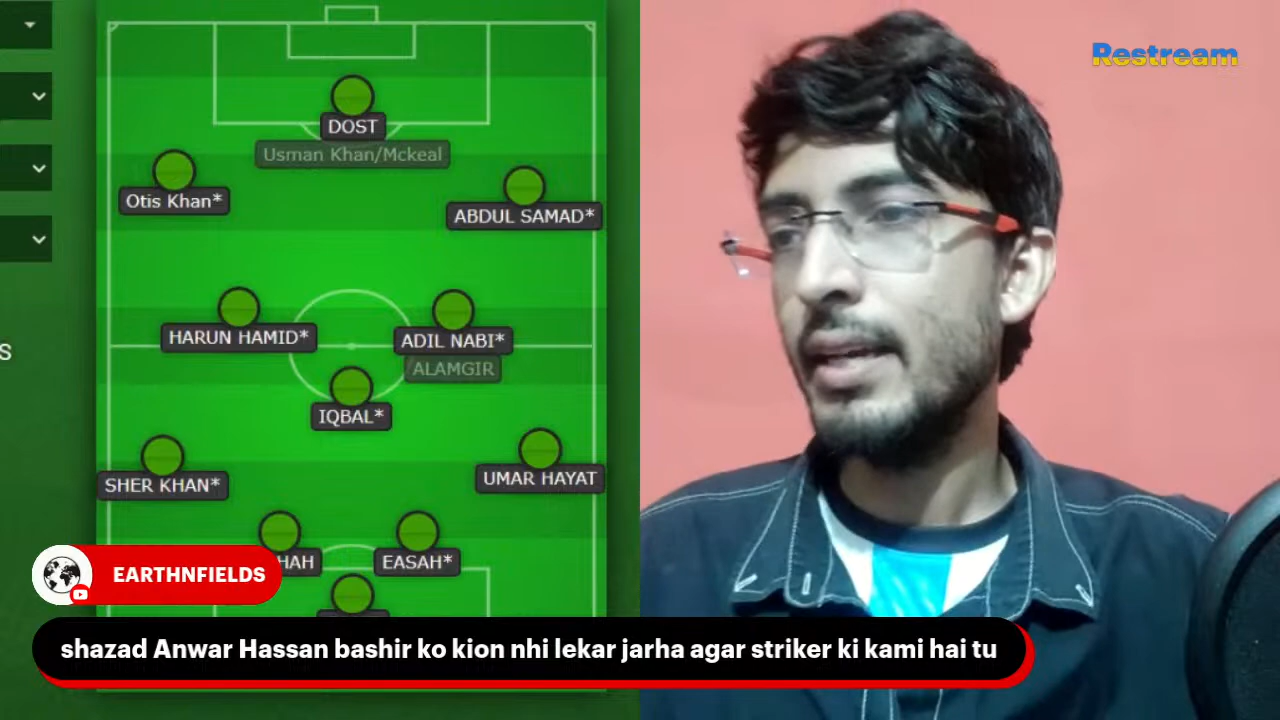 Restream
DOST
Usman Khan/Mckeal
Otis Khan*
ABDUL SAMAD*
HARUN HAMID*
ADIL NABI*
ALAMGIR
IQBAL*
SHER KHAN*
UMAR HAYAT
EASAH*
S
EARTHNFIELDS
shazad Anwar Hassan bashir ko kion nhi lekar jarha agar striker ki kami hai tu